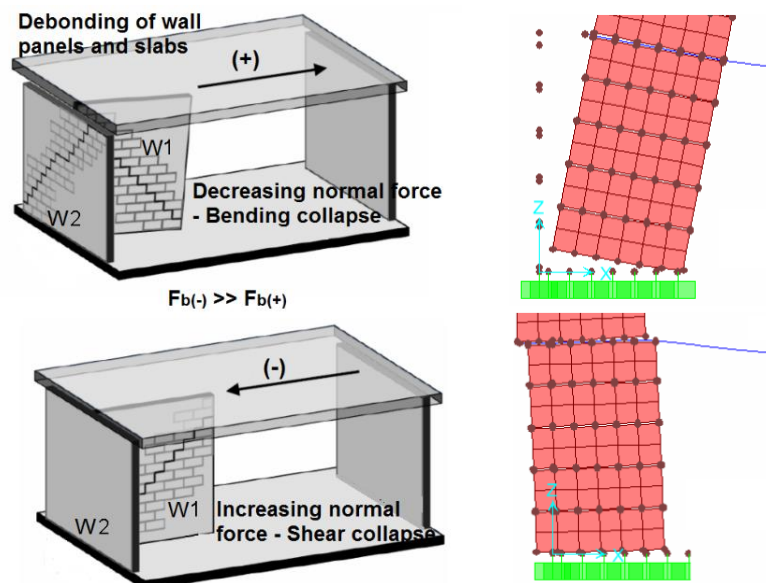 Debonding of wall
panels and slabs
(+)
W1
W2
Decreasing normal force
- Bending collapse
Z
X
Fb(-) >> Fb(+)
(-)
W1
W2
Increasing normal
force - Shear collapse
Z
X